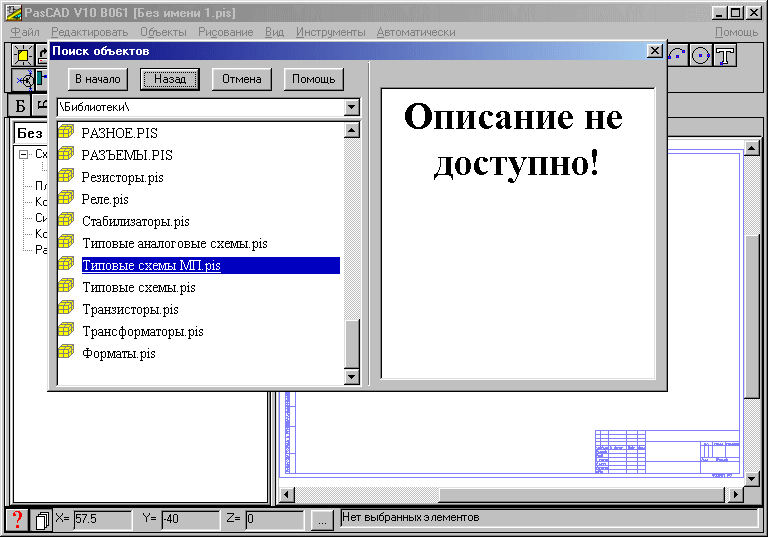 PasCAD V10 B061 [Без имени 1.pis]
Файл Редактировать Объекты Рисование Вид Инструменты Автоматически Помощь
Поиск объектов
В начало Назад Отмена Помощь
\Библиотеки\
РАЗНОЕ.PIS
РАЗЪЕМЫ.PIS
Резисторы.pis
Реле.pis
Стабилизаторы.pis
Типовые аналоговые схемы.pis
Типовые схемы МП.pis
Типовые схемы.pis
Транзисторы.pis
Трансформаторы.pis
Форматы.pis
Описание не
доступно!
Б
Без
Сх
Пл
Ко
Си
Ко
Ра
X= 57.5 Y= -40 Z= 0 ... Нет выбранных элементов